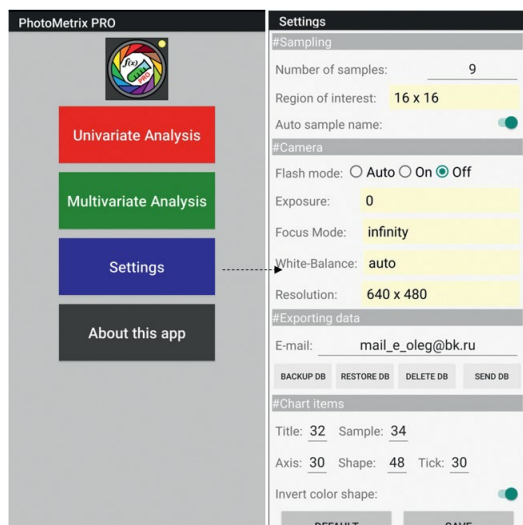 PhotoMetrix PRO
f(x)
PRO
Univariate Analysis
Multivariate Analysis
Settings
About this app
Settings
#Sampling
Number of samples: 9
Region of interest: 16 x 16
Auto sample name:
#Camera
Flash mode: Auto On Off
Exposure: 0
Focus Mode: infinity
White-Balance: auto
Resolution: 640 x 480
#Exporting data
E-mail: mail_e_oleg@bk.ru
BACKUP DB RESTORE DB DELETE DB SEND DB
#Chart items
Title: 32 Sample: 34
Axis: 30 Shape: 48 Tick: 30
Invert color shape:
DEFAULT SAVE